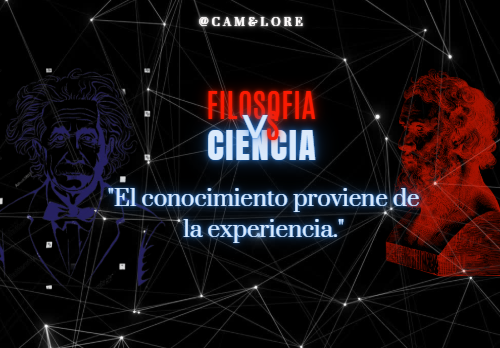 @CAM&LORE
FILOSOFIA
VS
CIENCIA
"El conocimiento proviene de
la experiencia."